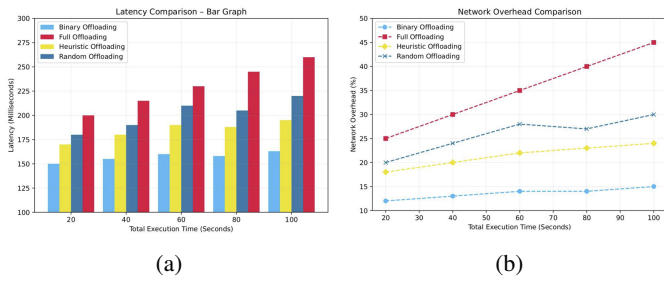 Latency Comparison – Bar Graph
300
275
250
225
200
175
150
125
100
Latency (Milliseconds)
Binary Offloading
Full Offloading
Heuristic Offloading
Random Offloading
20 40 60 80 100
Total Execution Time (Seconds)
(a)
Network Overhead Comparison
50
45
40
35
30
25
20
15
10
Network Overhead (%)
Binary Offloading
Full Offloading
Heuristic Offloading
Random Offloading
20 30 40 50 60 70 80 90 100
Total Execution Time (Seconds)
(b)